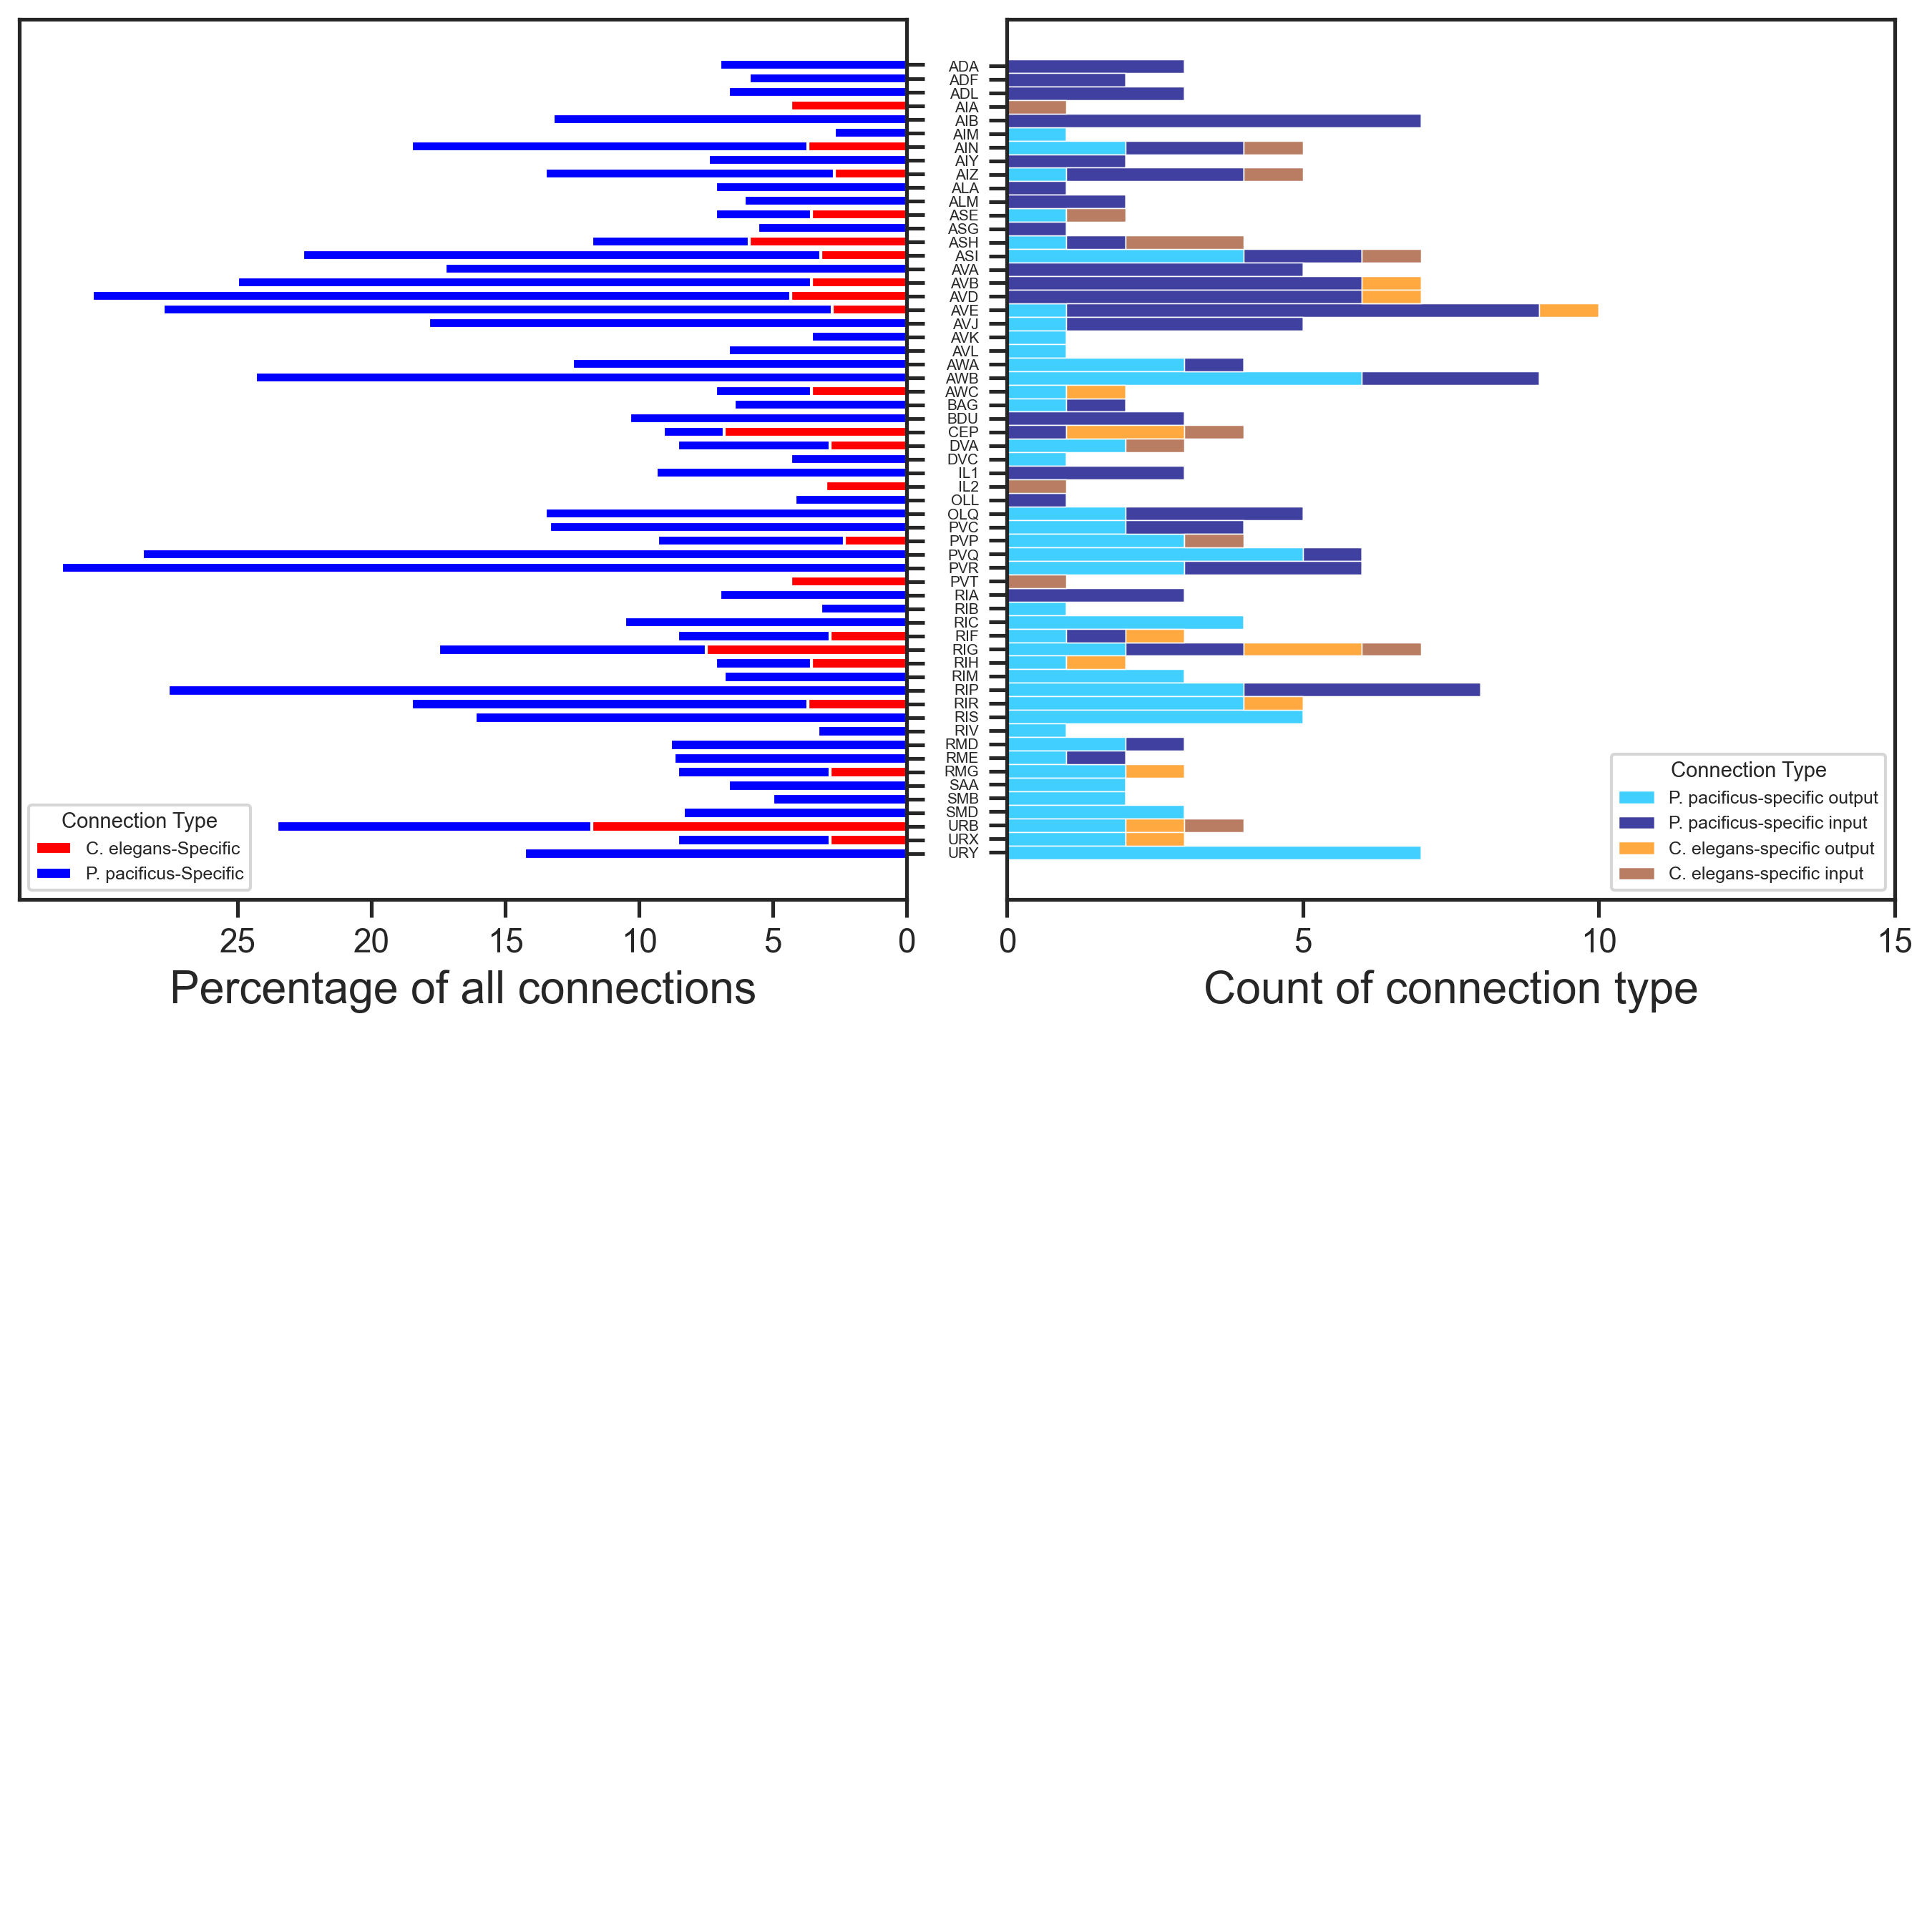 ADA
ADF
ADL
AIA
AIB
AIM
AIN
AIY
AIZ
ALA
ALM
ASE
ASG
ASH
ASI
AVA
AVB
AVD
AVE
AVJ
AVK
AVL
AWA
AWB
AWC
BAG
BDU
CEP
DVA
DVC
IL1
IL2
OLL
OLQ
PVC
PVP
PVQ
PVR
PVT
RIA
RIB
RIC
RIF
RIG
RIH
RIM
RIP
RIR
RIS
RIV
RMD
RME
RMG
SAA
SMB
SMD
URB
URX
URY
Connection Type
C. elegans-Specific
P. pacificus-Specific
25 20 15 10 5 0
Percentage of all connections
Connection Type
P. pacificus-specific output
P. pacificus-specific input
C. elegans-specific output
C. elegans-specific input
0 5 10 15
Count of connection type